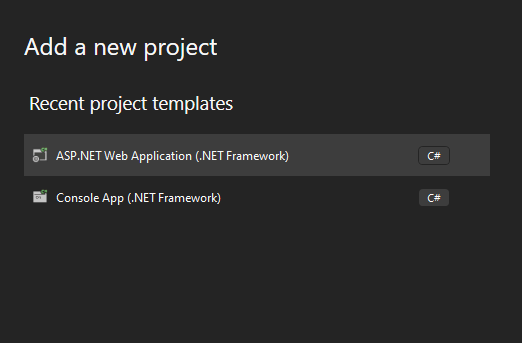 Add a new project
Recent project templates
ASP.NET Web Application (.NET Framework) C#
Console App (.NET Framework) C#